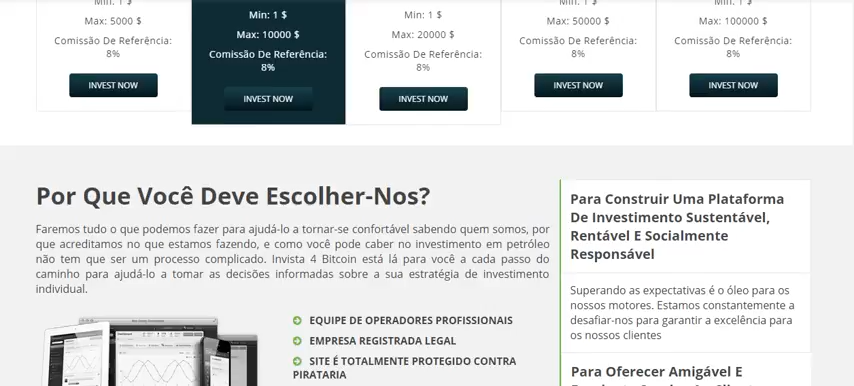 Min: 1 $
Max: 5000 $
Comissão De Referência:
8%
INVEST NOW
Min: 1 $
Max: 10000 $
Comissão De Referência:
8%
INVEST NOW
Min: 1 $
Max: 20000 $
Comissão De Referência:
8%
INVEST NOW
Min: 1 $
Max: 50000 $
Comissão De Referência:
8%
INVEST NOW
Min: 1 $
Max: 100000 $
Comissão De Referência:
8%
INVEST NOW
Por Que Você Deve Escolher-Nos?
Faremos tudo o que podemos fazer para ajudá-lo a tornar-se confortável sabendo quem somos, por
que acreditamos no que estamos fazendo, e como você pode caber no investimento em petróleo
não tem que ser um processo complicado. Invista 4 Bitcoin está lá para você a cada passo do
caminho para ajudá-lo a tomar as decisões informadas sobre a sua estratégia de investimento
individual.
EQUIPE DE OPERADORES PROFISSIONAIS
EMPRESA REGISTRADA LEGAL
SITE É TOTALMENTE PROTEGIDO CONTRA
PIRATARIA
Para Construir Uma Plataforma
De Investimento Sustentável,
Rentável E Socialmente
Responsável
Superando as expectativas é o óleo para os
nossos motores. Estamos constantemente a
desafiar-nos para garantir a excelência para
os nossos clientes
Para Oferecer Amigável E